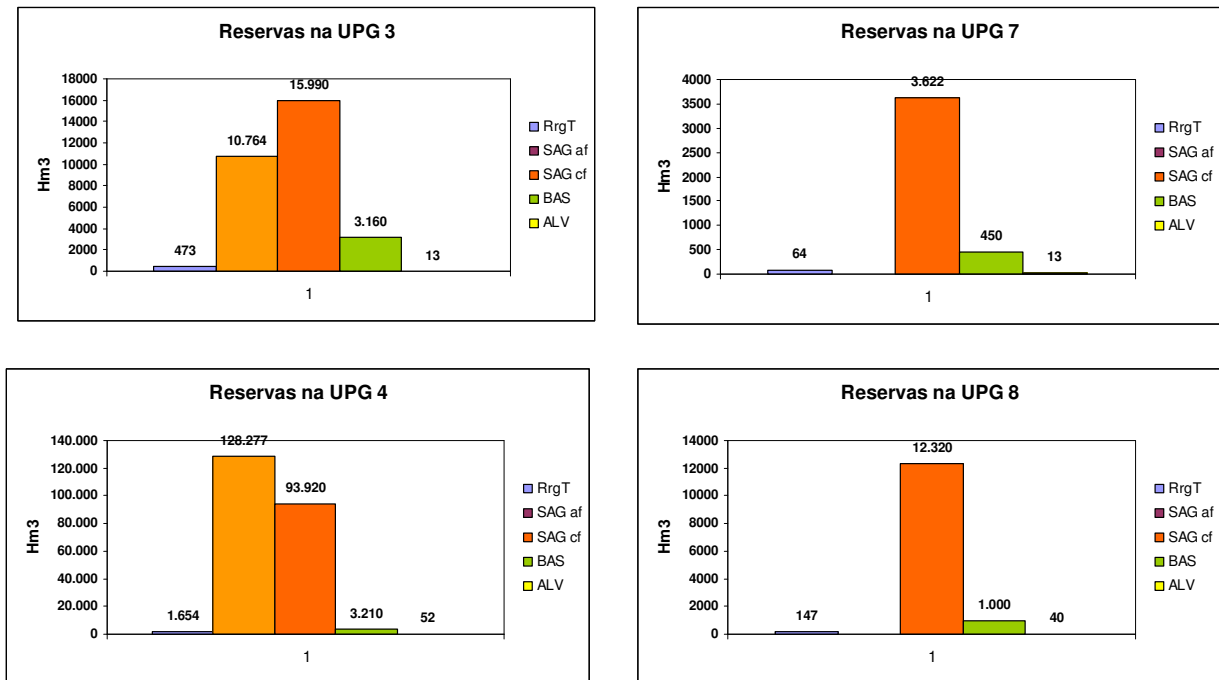 Reservas na UPG 3
18000
16000
14000
12000
10000
8000
6000
4000
2000
0
Hm3
473
10.764
15.990
3.160
13
1
RrgT
SAG af
SAG cf
BAS
ALV
Reservas na UPG 7
4000
3500
3000
2500
2000
1500
1000
500
0
Hm3
64
3.622
450
13
1
RrgT
SAG af
SAG cf
BAS
ALV
Reservas na UPG 4
140.000
120.000
100.000
80.000
60.000
40.000
20.000
0
Hm3
1.654
128.277
93.920
3.210
52
1
RrgT
SAG af
SAG cf
BAS
ALV
Reservas na UPG 8
14000
12000
10000
8000
6000
4000
2000
0
Hm3
147
12.320
1.000
40
1
RrgT
SAG af
SAG cf
BAS
ALV